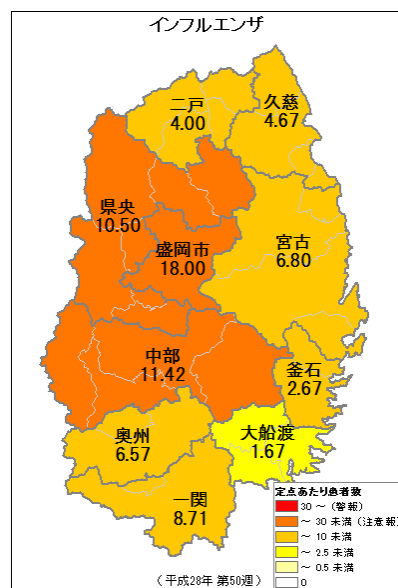 インフルエンザ
二戸
4.00
久慈
4.67
県央
10.50
盛岡市
18.00
宮古
6.80
中部
11.42
釜石
2.67
奥州
6.57
大船渡
1.67
一関
8.71
定点あたり患者数
30 ～ (警報)
～ 30 未満 (注意報)
～ 10 未満
～ 2.5 未満
～ 0.5 未満
0
(平成28年 第50週)